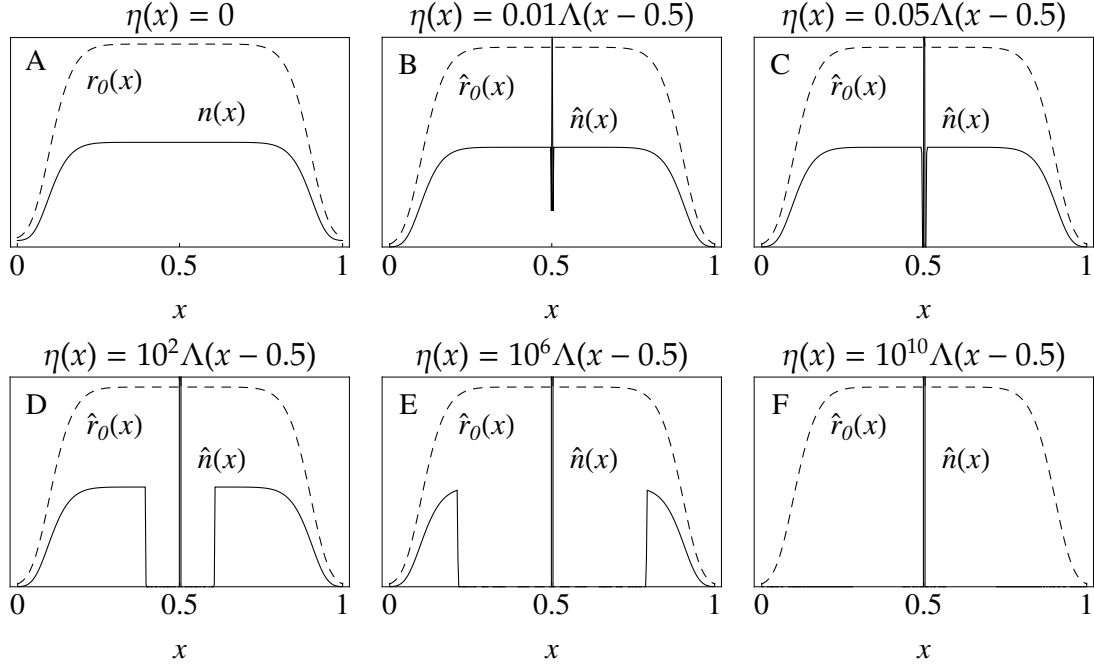 η(x) = 0
A
r₀(x)
n(x)
0 0.5 1
x
η(x) = 0.01Λ(x − 0.5)
B
r̂₀(x)
n̂(x)
0 0.5 1
x
η(x) = 0.05Λ(x − 0.5)
C
r̂₀(x)
n̂(x)
0 0.5 1
x
η(x) = 10²Λ(x − 0.5)
D
r̂₀(x)
n̂(x)
0 0.5 1
x
η(x) = 10⁶Λ(x − 0.5)
E
r̂₀(x)
n̂(x)
0 0.5 1
x
η(x) = 10¹⁰Λ(x − 0.5)
F
r̂₀(x)
n̂(x)
0 0.5 1
x